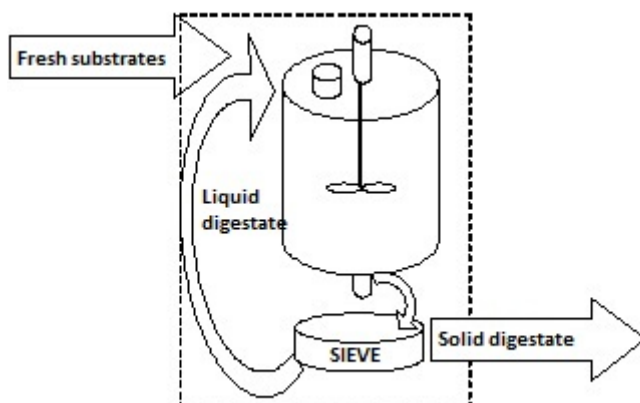 Fresh substrates
Liquid
digestate
SIEVE
Solid digestate